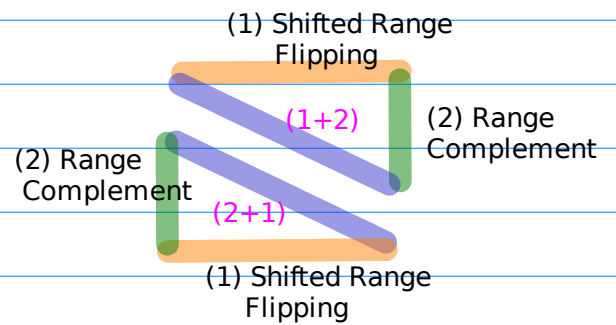 (1) Shifted Range
Flipping
(1+2)
(2) Range
Complement
(2) Range
Complement
(2+1)
(1) Shifted Range
Flipping